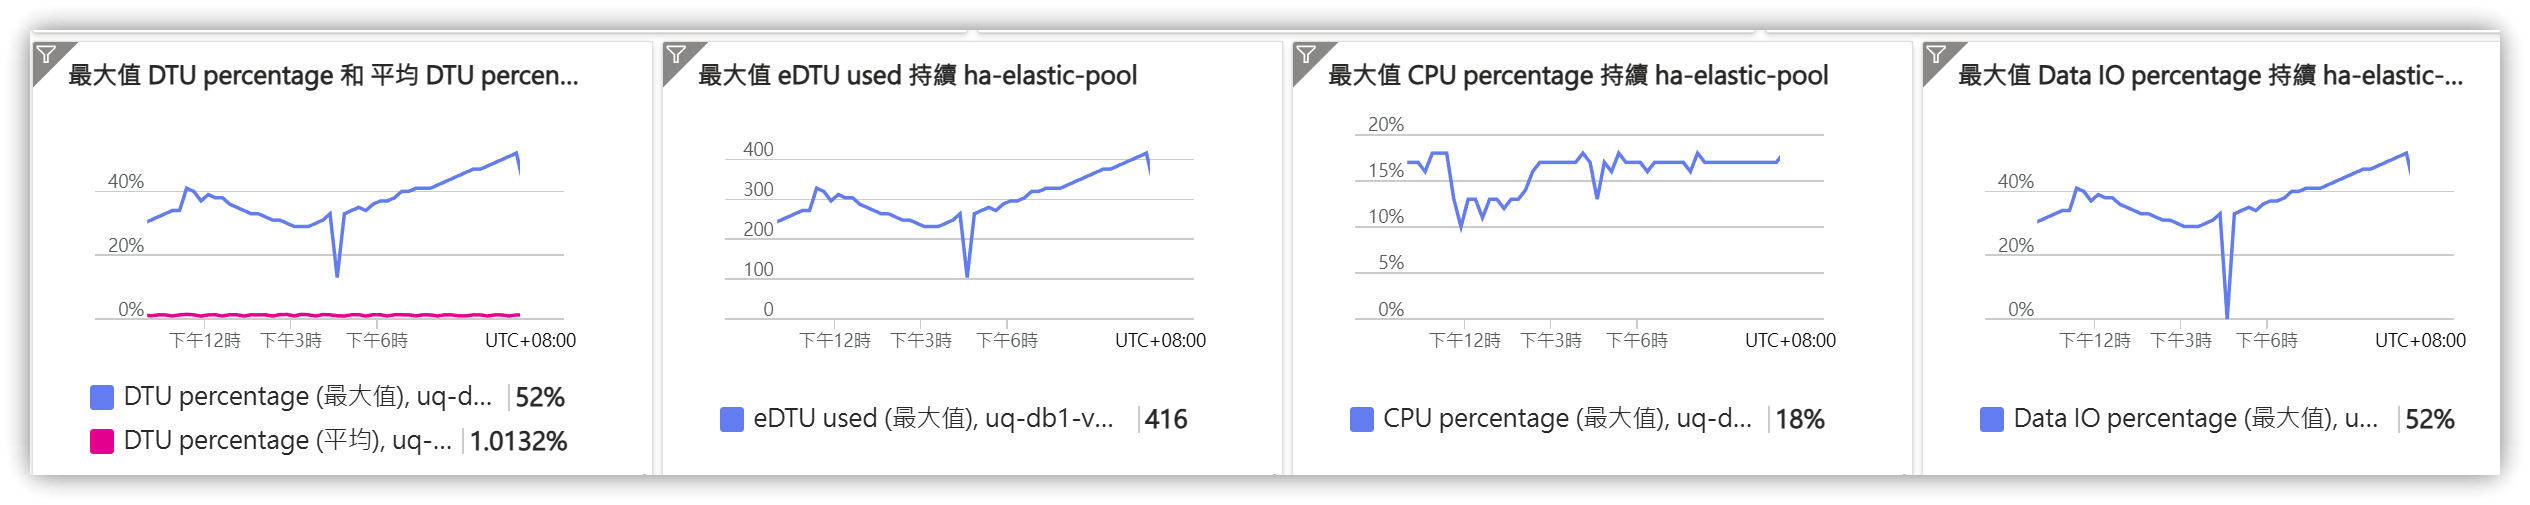 最大值 DTU percentage 和 平均 DTU percen...
40%
20%
0%
下午12時 下午3時 下午6時 UTC+08:00
DTU percentage (最大值), uq-d... 52%
DTU percentage (平均), uq-... 1.0132%
最大值 eDTU used 持續 ha-elastic-pool
400
300
200
100
0
下午12時 下午3時 下午6時 UTC+08:00
eDTU used (最大值), uq-db1-v... 416
最大值 CPU percentage 持續 ha-elastic-pool
20%
15%
10%
5%
0%
下午12時 下午3時 下午6時 UTC+08:00
CPU percentage (最大值), uq-d... 18%
最大值 Data IO percentage 持續 ha-elastic-...
40%
20%
0%
下午12時 下午3時 下午6時 UTC+08:00
Data IO percentage (最大值), u... 52%